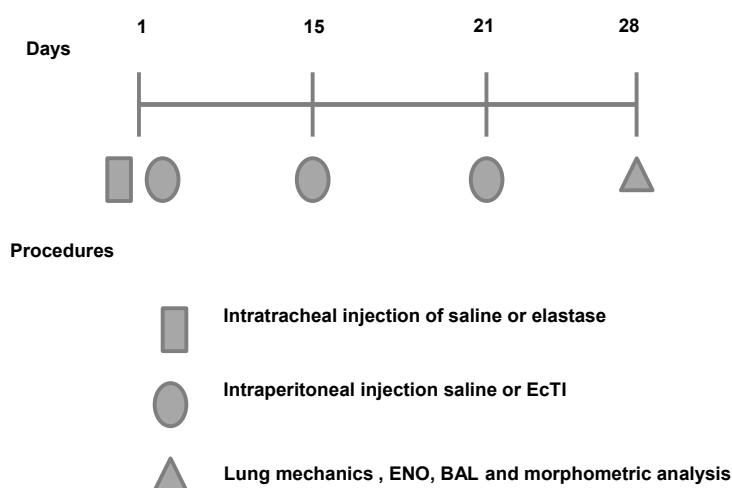 1 15 21 28
Days
Procedures
Intratracheal injection of saline or elastase
Intraperitoneal injection saline or EcTI
Lung mechanics , ENO, BAL and morphometric analysis